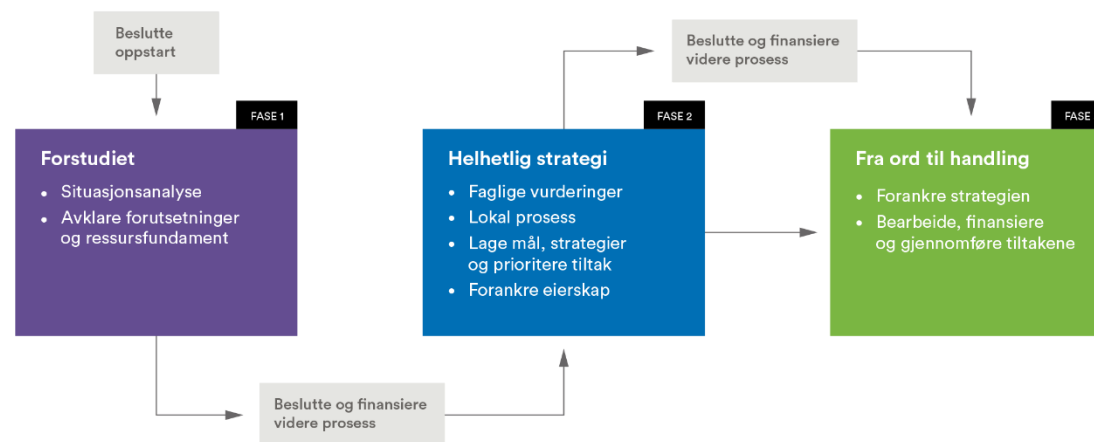 Beslutte
oppstart
FASE 1
Forstudiet
• Situasjonsanalyse
• Avklare forutsetninger
og ressursfundament
Beslutte og finansiere
videre prosess
FASE 2
Helhetlig strategi
• Faglige vurderinger
• Lokal prosess
• Lage mål, strategier
og prioritere tiltak
• Forankre eierskap
Beslutte og finansiere
videre prosess
FASE
Fra ord til handling
• Forankre strategien
• Bearbeide, finansiere
og gjennomføre tiltakene